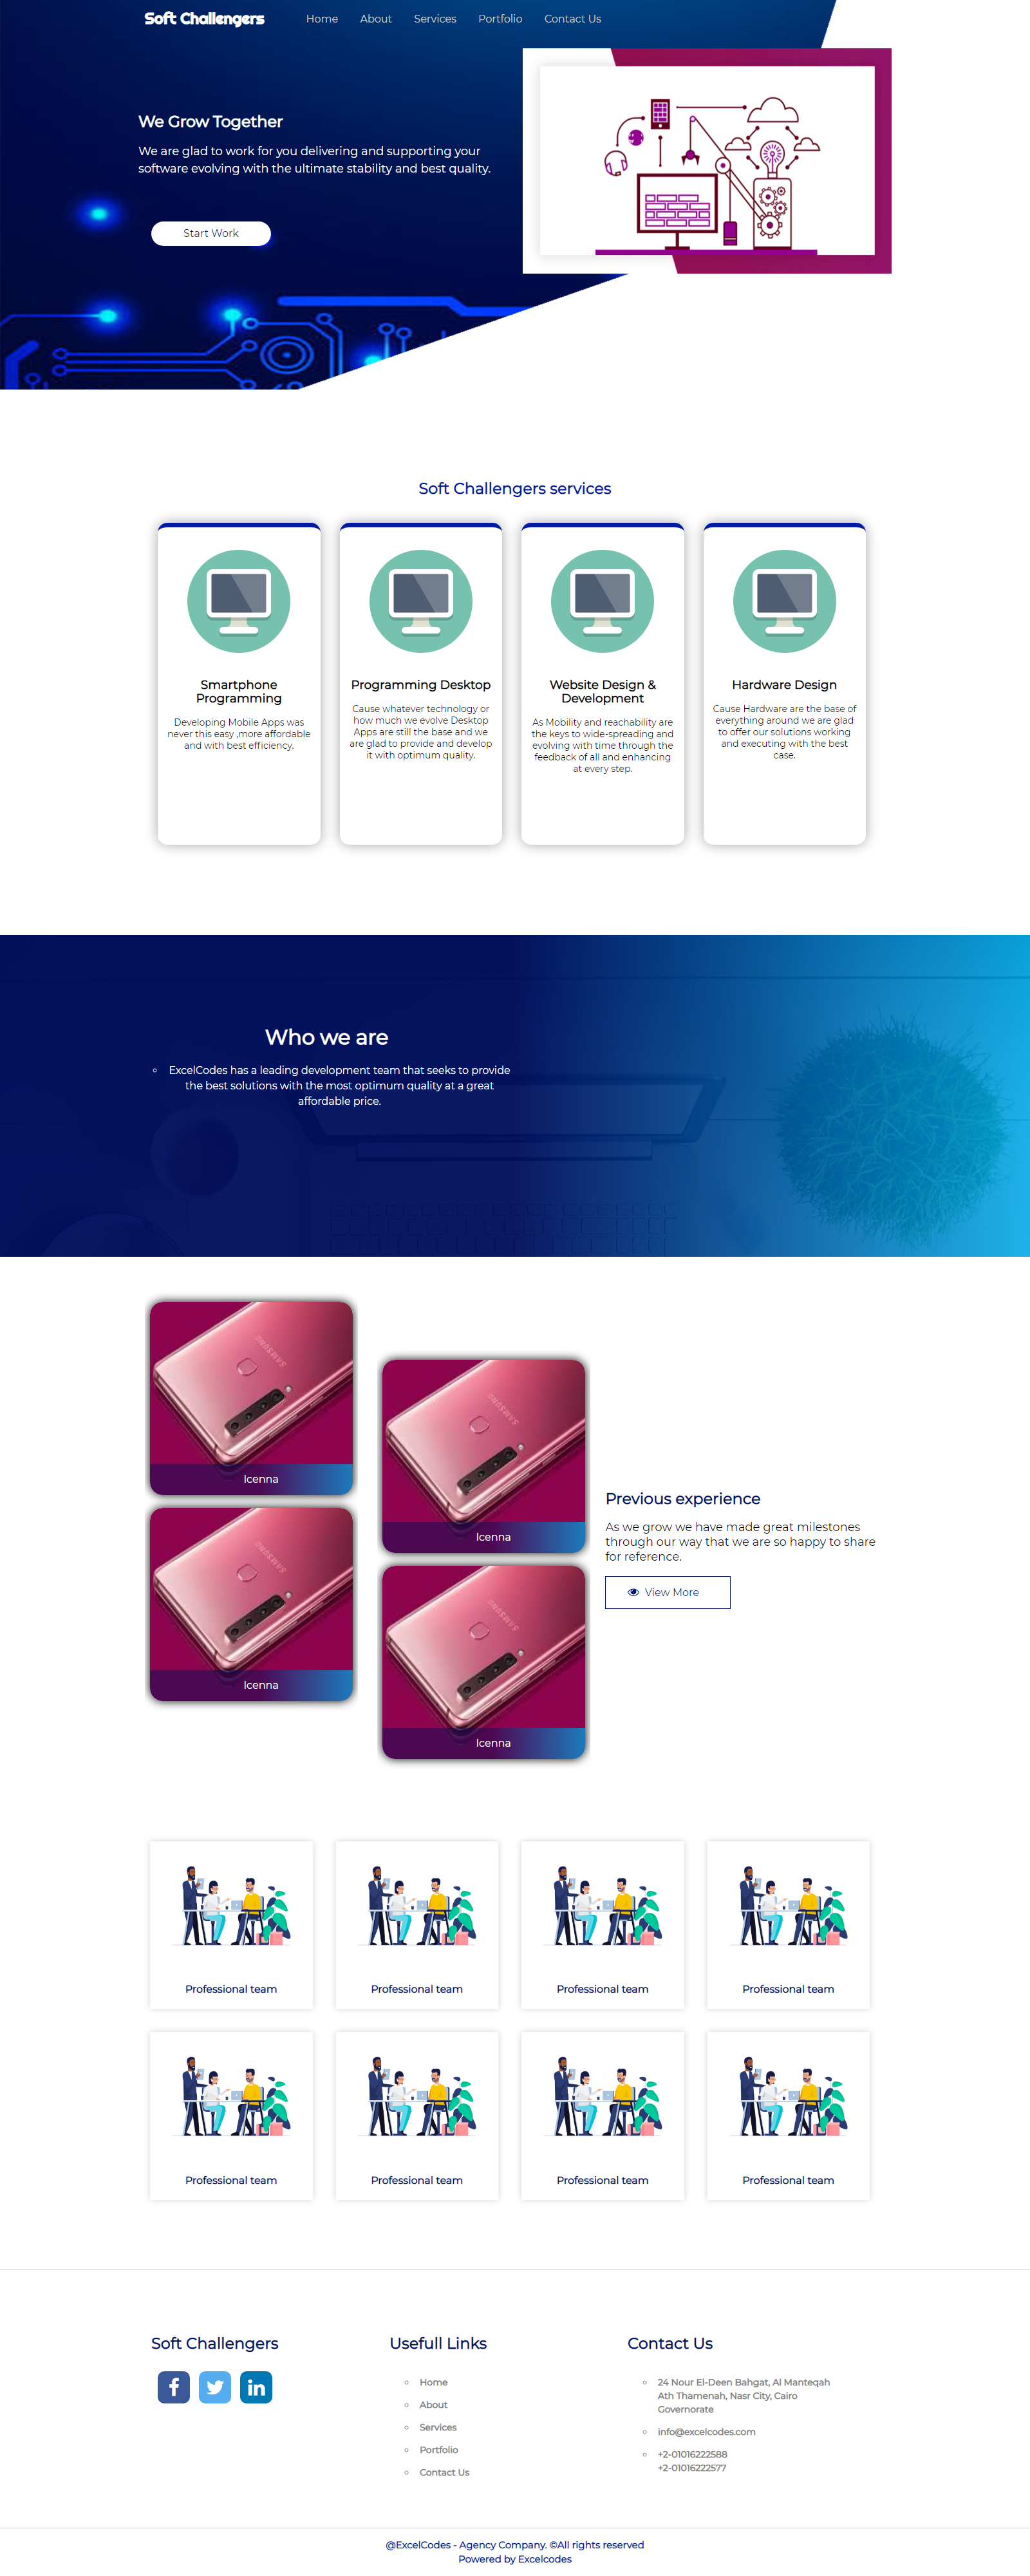 Soft Challengers
Home
About
Services
Portfolio
Contact Us
We Grow Together
We are glad to work for you delivering and supporting your
software evolving with the ultimate stability and best quality.
Start Work
Soft Challengers services
Smartphone
Programming
Developing Mobile Apps was
never this easy ,more affordable
and with best efficiency.
Programming Desktop
Cause whatever technology or
how much we evolve Desktop
Apps are still the base and we
are glad to provide and develop
it with optimum quality.
Website Design &
Development
As Mobility and reachability are
the keys to wide-spreading and
evolving with time through the
feedback of all and enhancing
at every step.
Hardware Design
Cause Hardware are the base of
everything around we are glad
to offer our solutions working
and executing with the best
case.
Who we are
ExcelCodes has a leading development team that seeks to provide
the best solutions with the most optimum quality at a great
affordable price.
SAMSUNG
Icenna
SAMSUNG
Icenna
SAMSUNG
Icenna
SAMSUNG
Icenna
Previous experience
As we grow we have made great milestones
through our way that we are so happy to share
for reference.
View More
Professional team
Professional team
Professional team
Professional team
Professional team
Professional team
Professional team
Professional team
Soft Challengers
Usefull Links
Home
About
Services
Portfolio
Contact Us
Contact Us
24 Nour El-Deen Bahgat, Al Manteqah
Ath Thamenah, Nasr City, Cairo
Governorate
info@excelcodes.com
+2-01016222588
+2-01016222577
@ExcelCodes - Agency Company. ©All rights reserved
Powered by Excelcodes